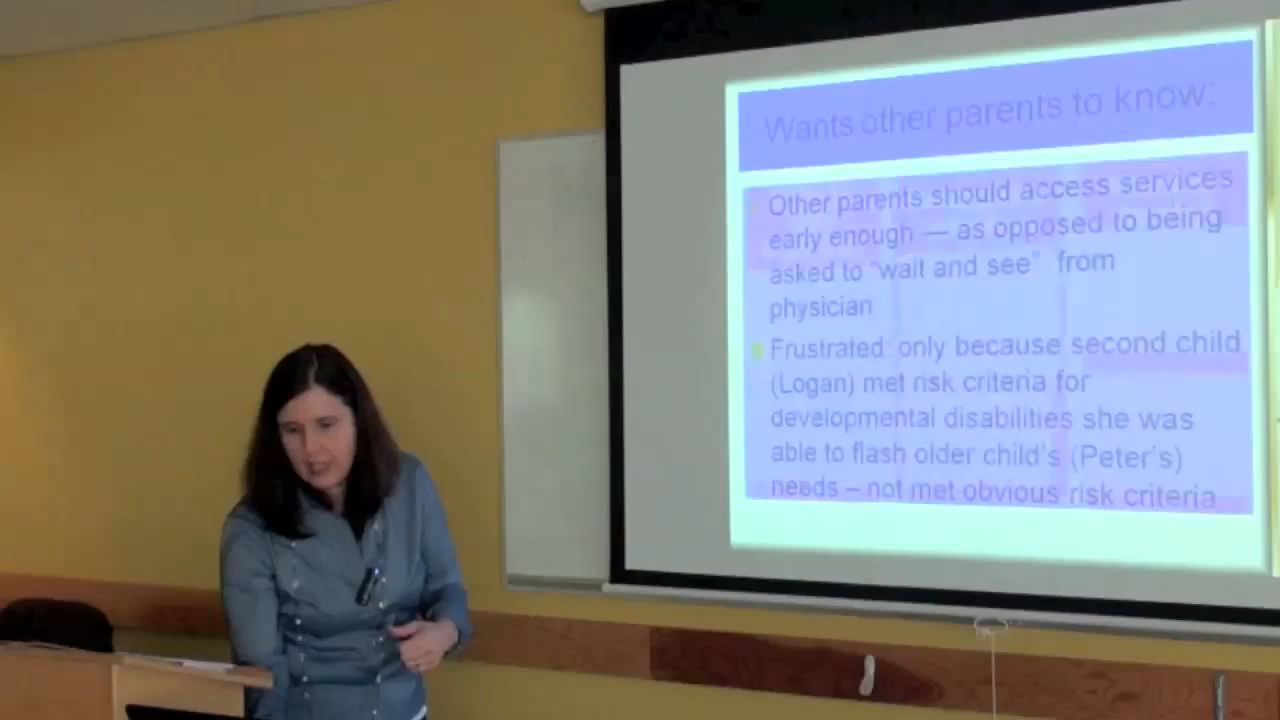 Wants other parents to know:
Other parents should access services
early enough — as opposed to being
asked to "wait and see" from
physician
Frustrated: only because second child
(Logan) met risk criteria for
developmental disabilities she was
able to flash older child's (Peter's)
needs – not met obvious risk criteria